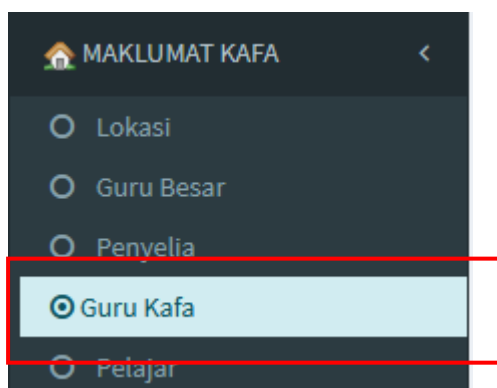 MAKLUMAT KAFA
Lokasi
Guru Besar
Penyelia
Guru Kafa
Pelajar